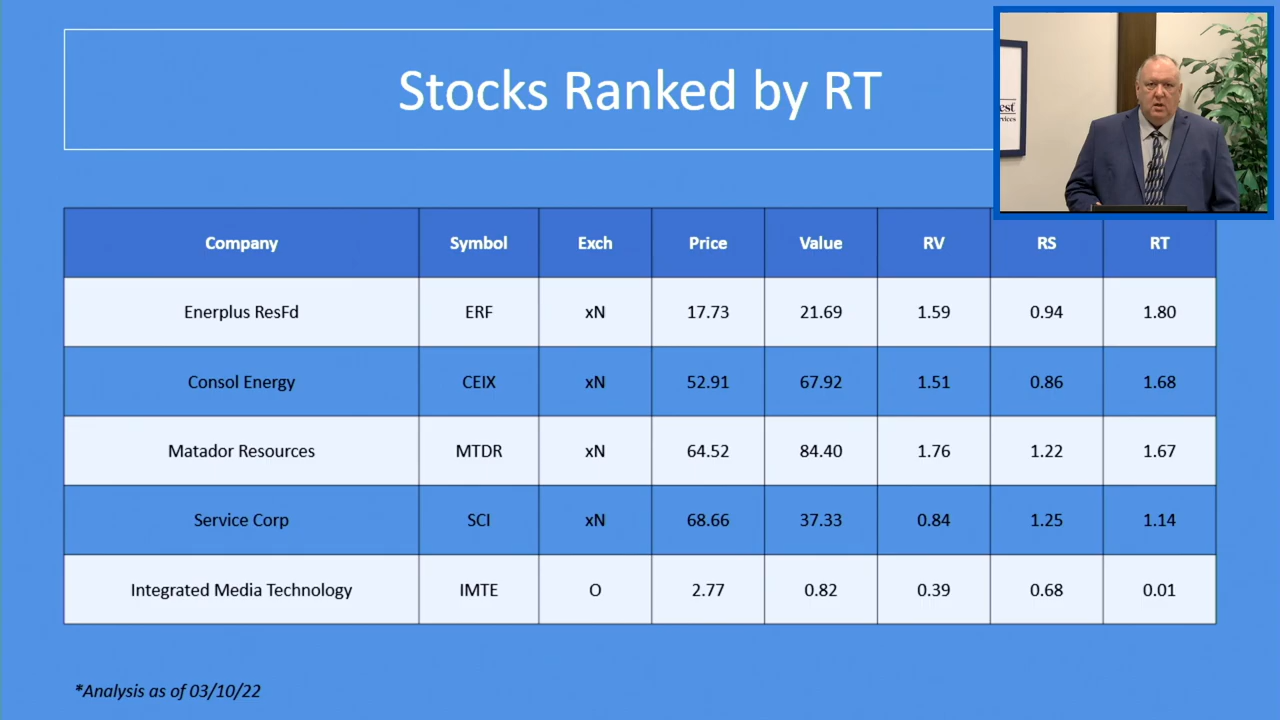 Stocks Ranked by RT
est
rvices
Company Symbol Exch Price Value RV RS RT
Enerplus ResFd ERF xN 17.73 21.69 1.59 0.94 1.80
Consol Energy CEIX xN 52.91 67.92 1.51 0.86 1.68
Matador Resources MTDR xN 64.52 84.40 1.76 1.22 1.67
Service Corp SCI xN 68.66 37.33 0.84 1.25 1.14
Integrated Media Technology IMTE O 2.77 0.82 0.39 0.68 0.01
*Analysis as of 03/10/22